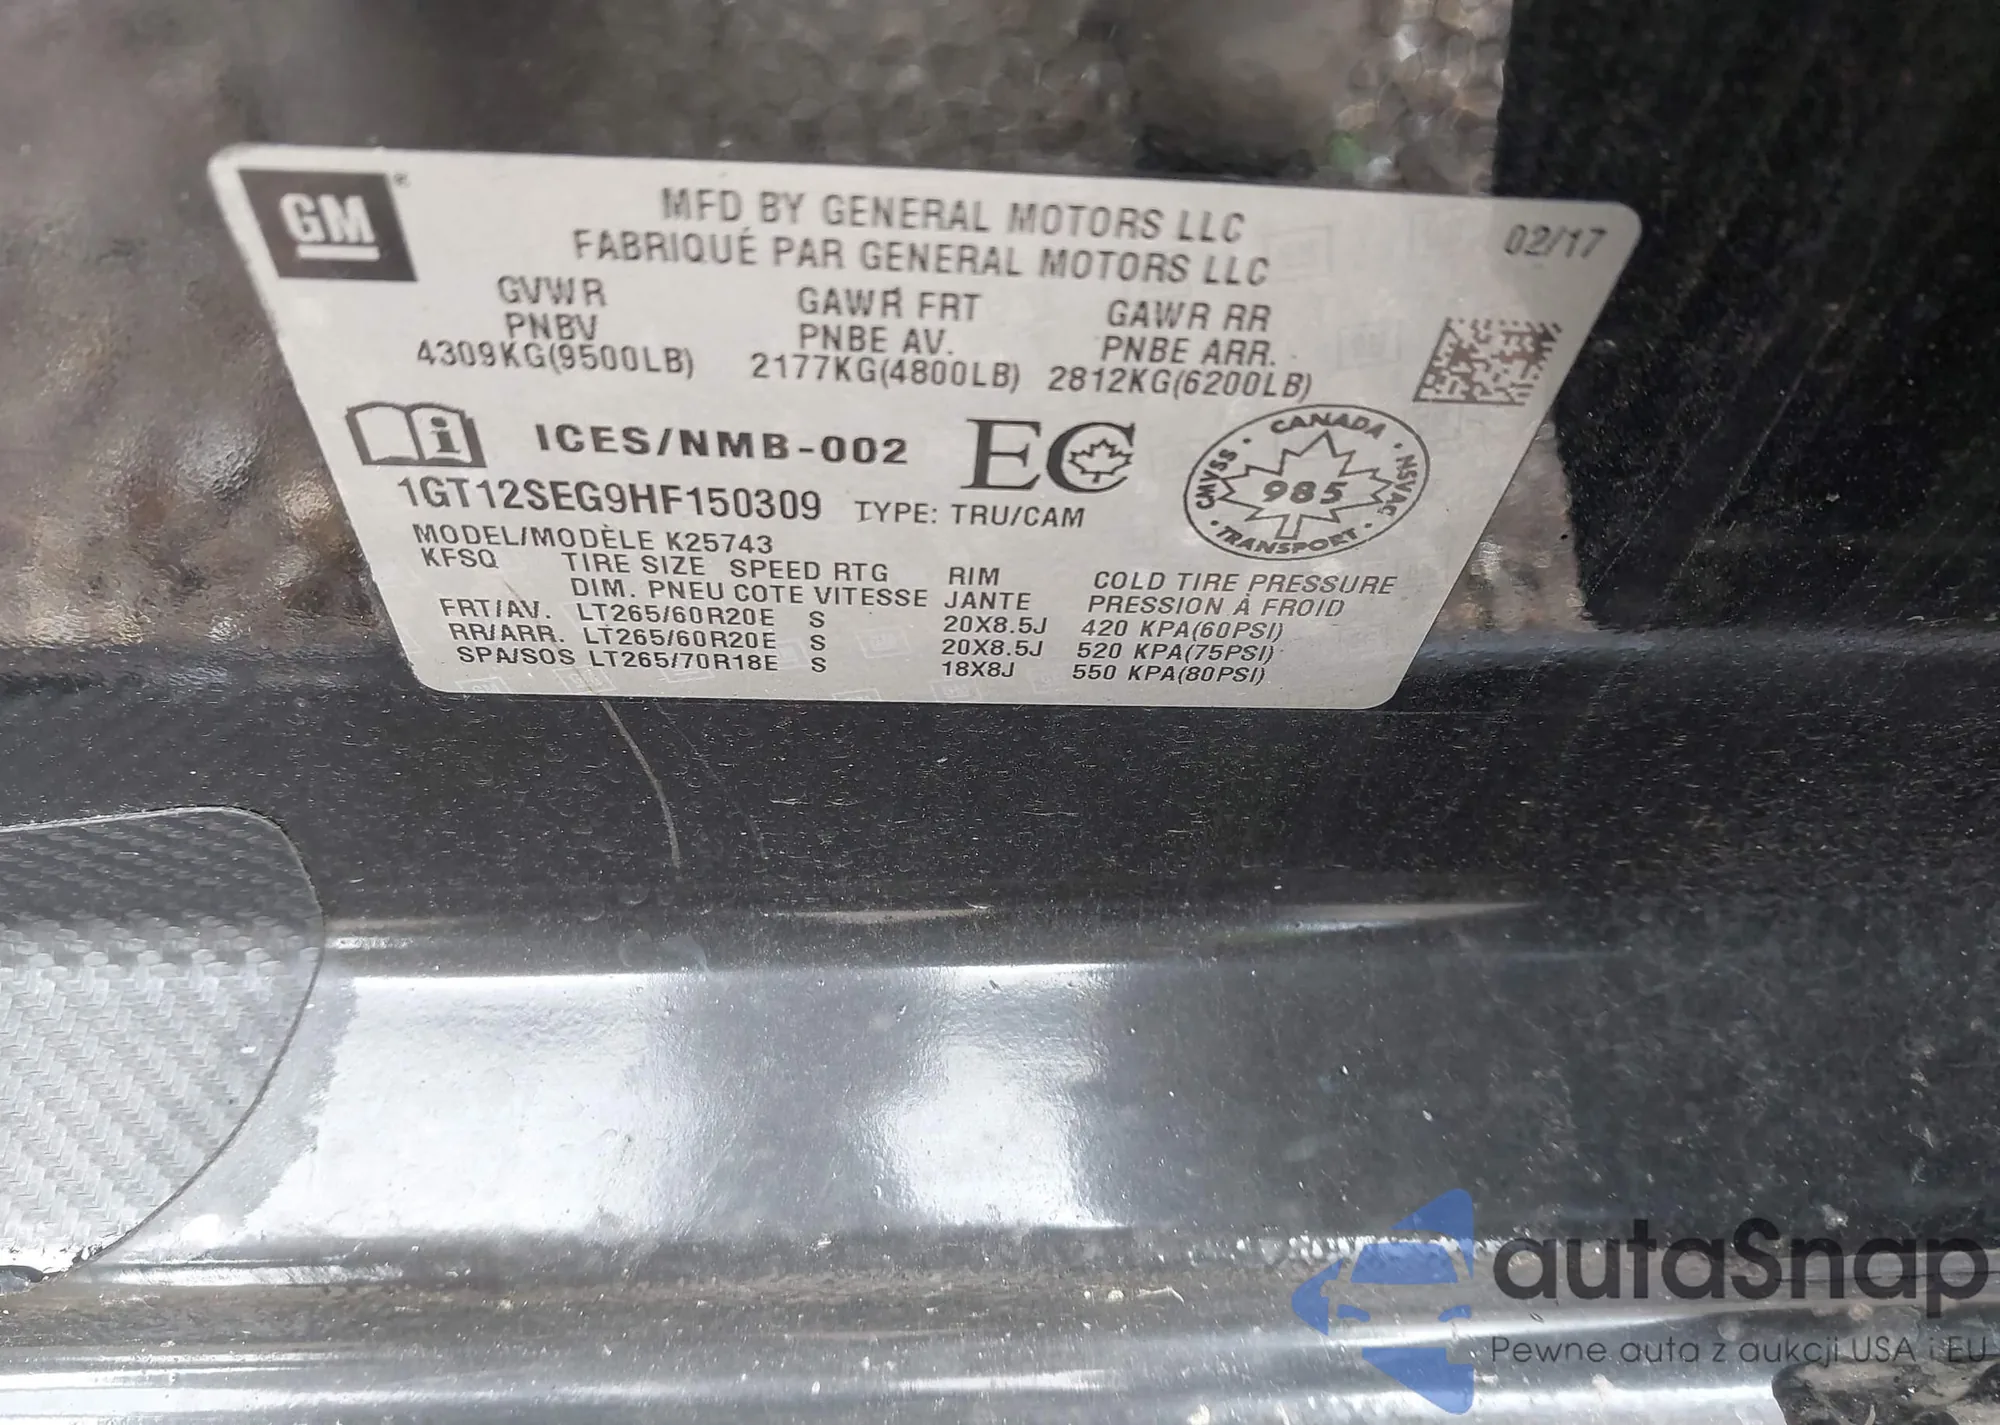 GM®
MFD BY GENERAL MOTORS LLC
FABRIQUÉ PAR GENERAL MOTORS LLC
02/17
GVWR GAWR FRT GAWR RR
PNBV PNBE AV. PNBE ARR.
4309KG(9500LB) 2177KG(4800LB) 2812KG(6200LB)
i ICES/NMB-002 EC
CANADA
CMVSS 985 NSVAC
TRANSPORT
1GT12SEG9HF150309 TYPE: TRU/CAM
MODEL/MODÈLE K25743
KFSQ TIRE SIZE SPEED RTG RIM COLD TIRE PRESSURE
DIM. PNEU COTE VITESSE JANTE PRESSION À FROID
FRT/AV. LT265/60R20E S 20X8.5J 420 KPA(60PSI)
RR/ARR. LT265/60R20E S 20X8.5J 520 KPA(75PSI)
SPA/SOS LT265/70R18E S 18X8J 550 KPA(80PSI)
autaSnap
Pewne auta z aukcji USA i EU